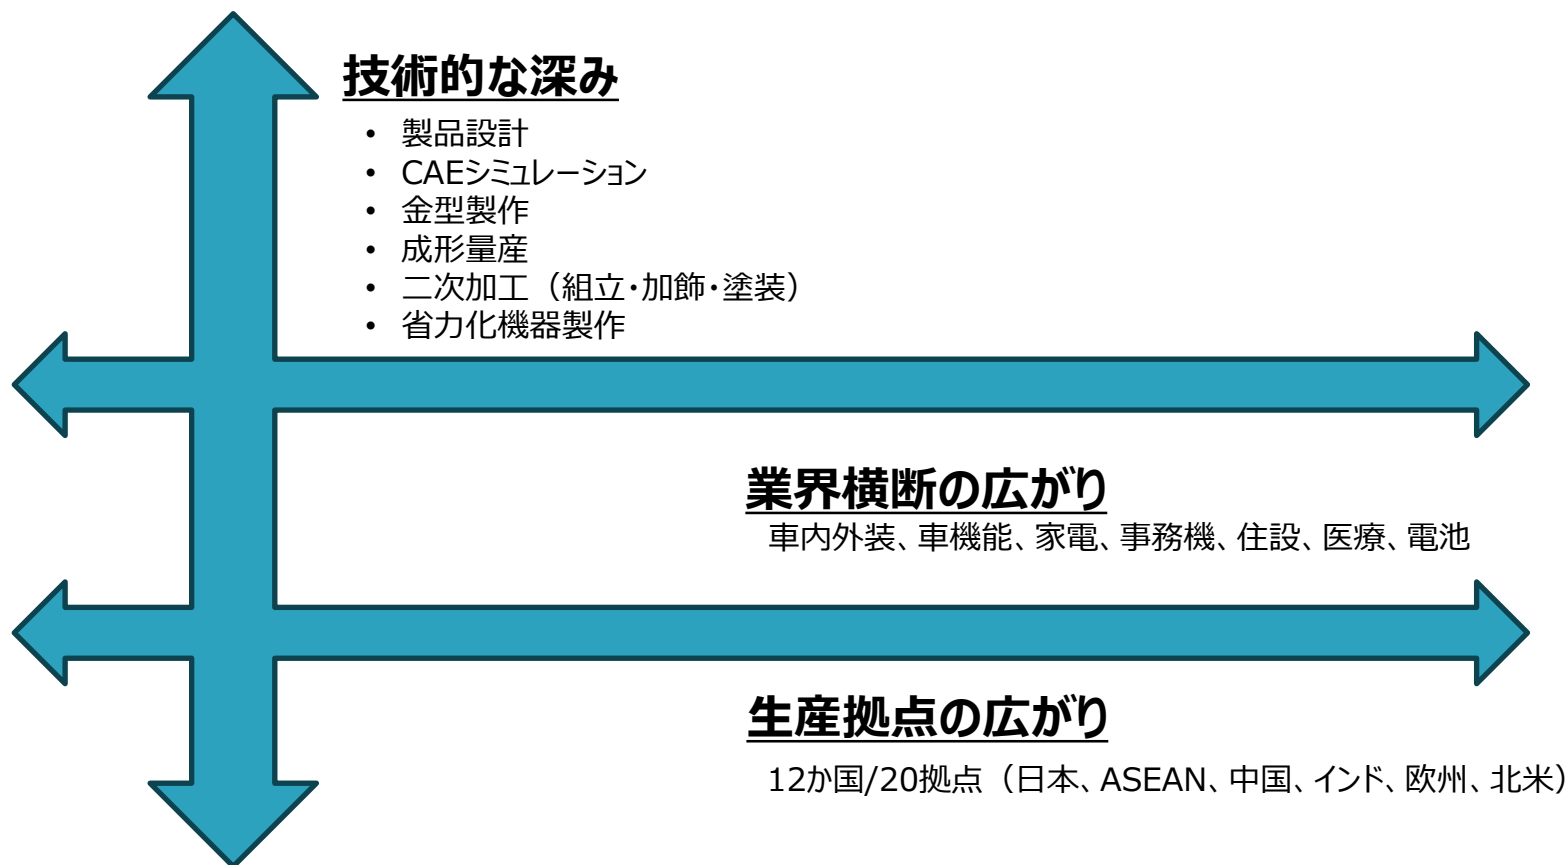 技術的な深み
• 製品設計
• CAEシミュレーション
• 金型製作
• 成形量産
• 二次加工（組立・加飾・塗装）
• 省力化機器製作
業界横断の広がり
車内外装、車機能、家電、事務機、住設、医療、電池
生産拠点の広がり
12か国/20拠点（日本、ASEAN、中国、インド、欧州、北米）